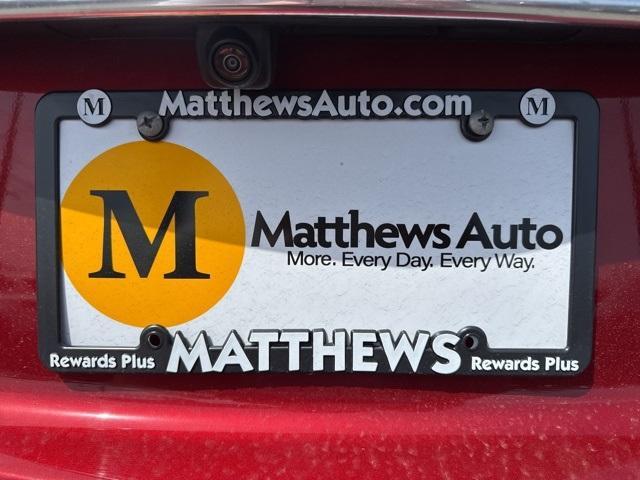 M MatthewsAuto.com M
M
Matthews Auto
More. Every Day. Every Way.
Rewards Plus MATTHEWS Rewards Plus